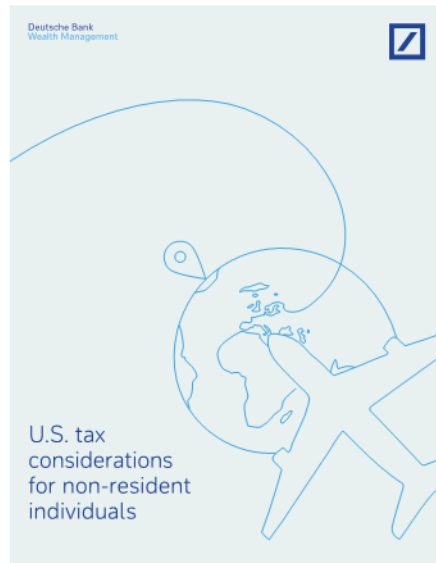 Deutsche Bank
Wealth Management
U.S. tax
considerations
for non-resident
individuals